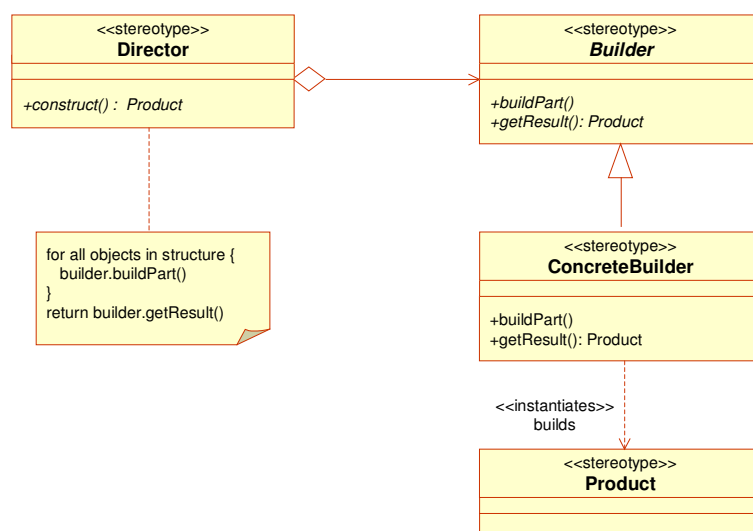 <<stereotype>>
Director
+construct() : Product
<<stereotype>>
Builder
+buildPart()
+getResult(): Product
for all objects in structure {
builder.buildPart()
}
return builder.getResult()
<<stereotype>>
ConcreteBuilder
+buildPart()
+getResult(): Product
<<instantiates>>
builds
<<stereotype>>
Product